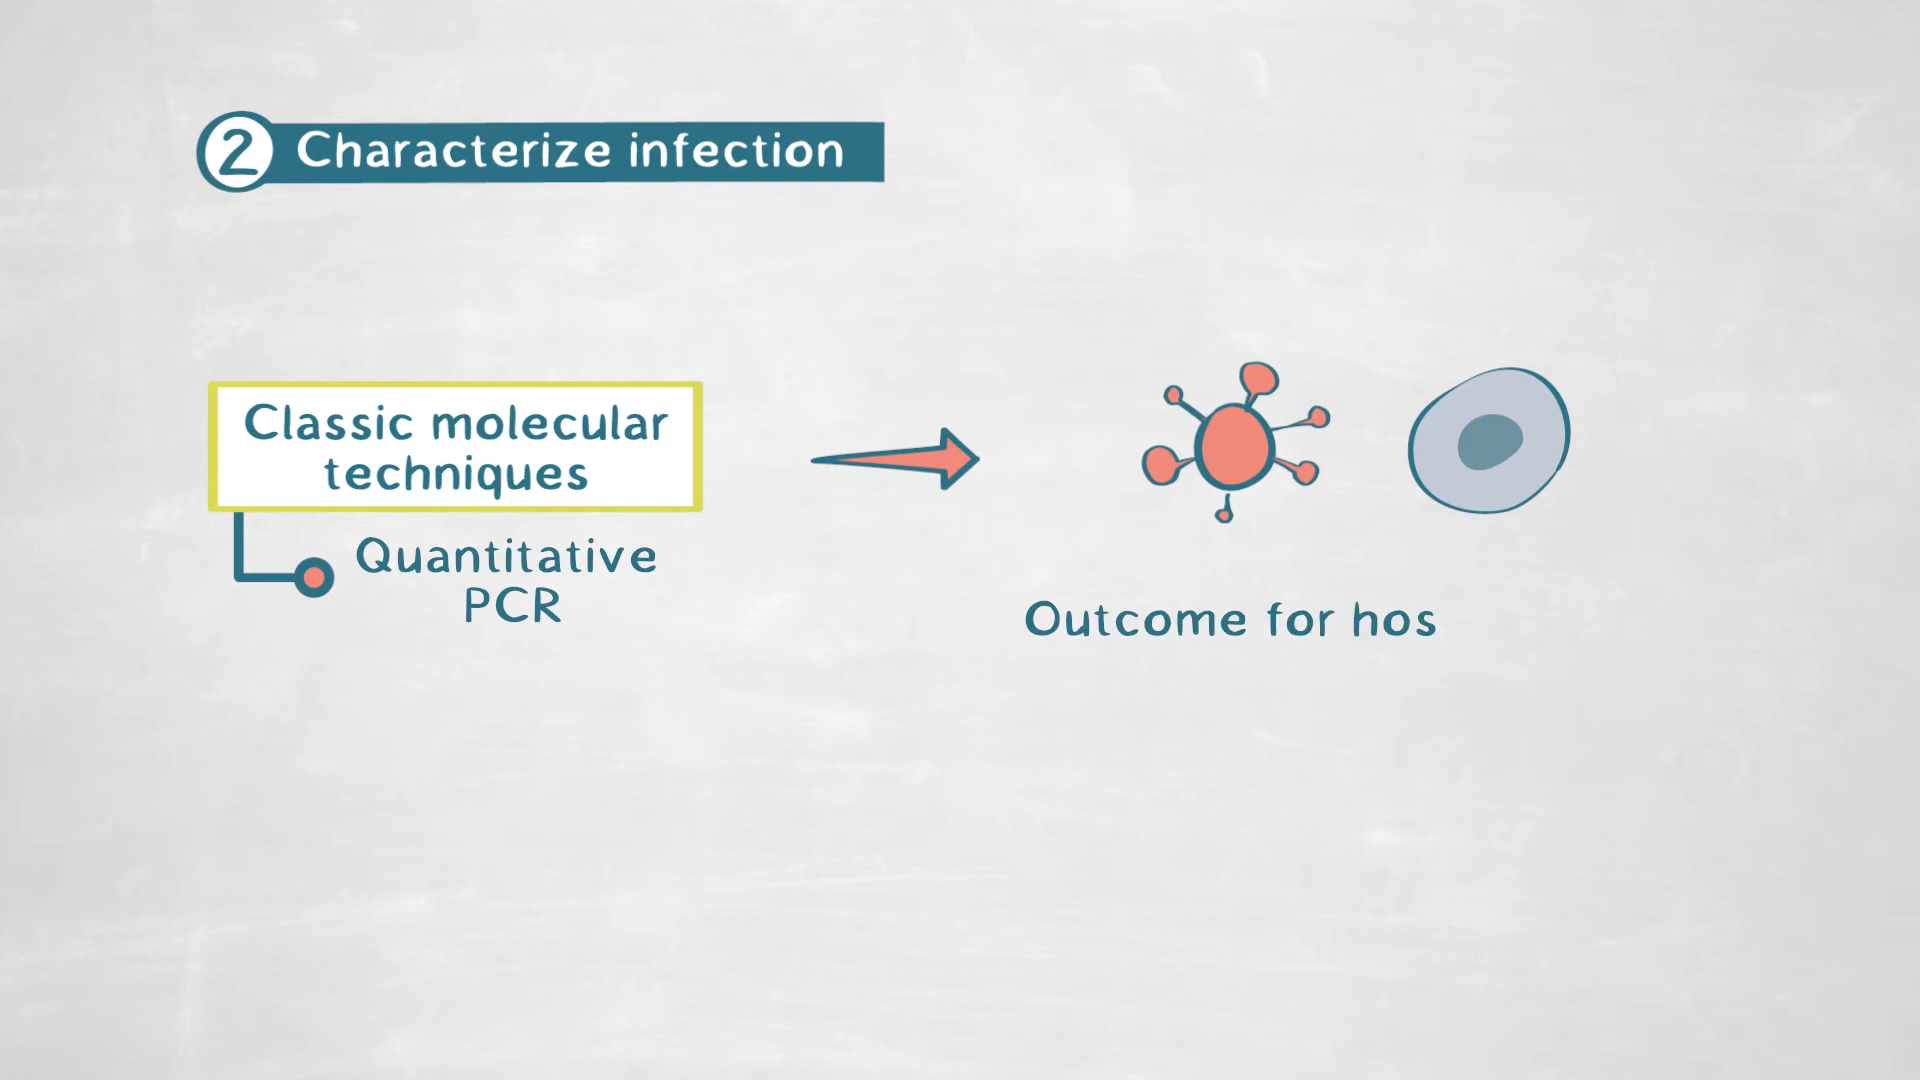 2 Characterize infection
Classic molecular
techniques
Quantitative
PCR
Outcome for hos